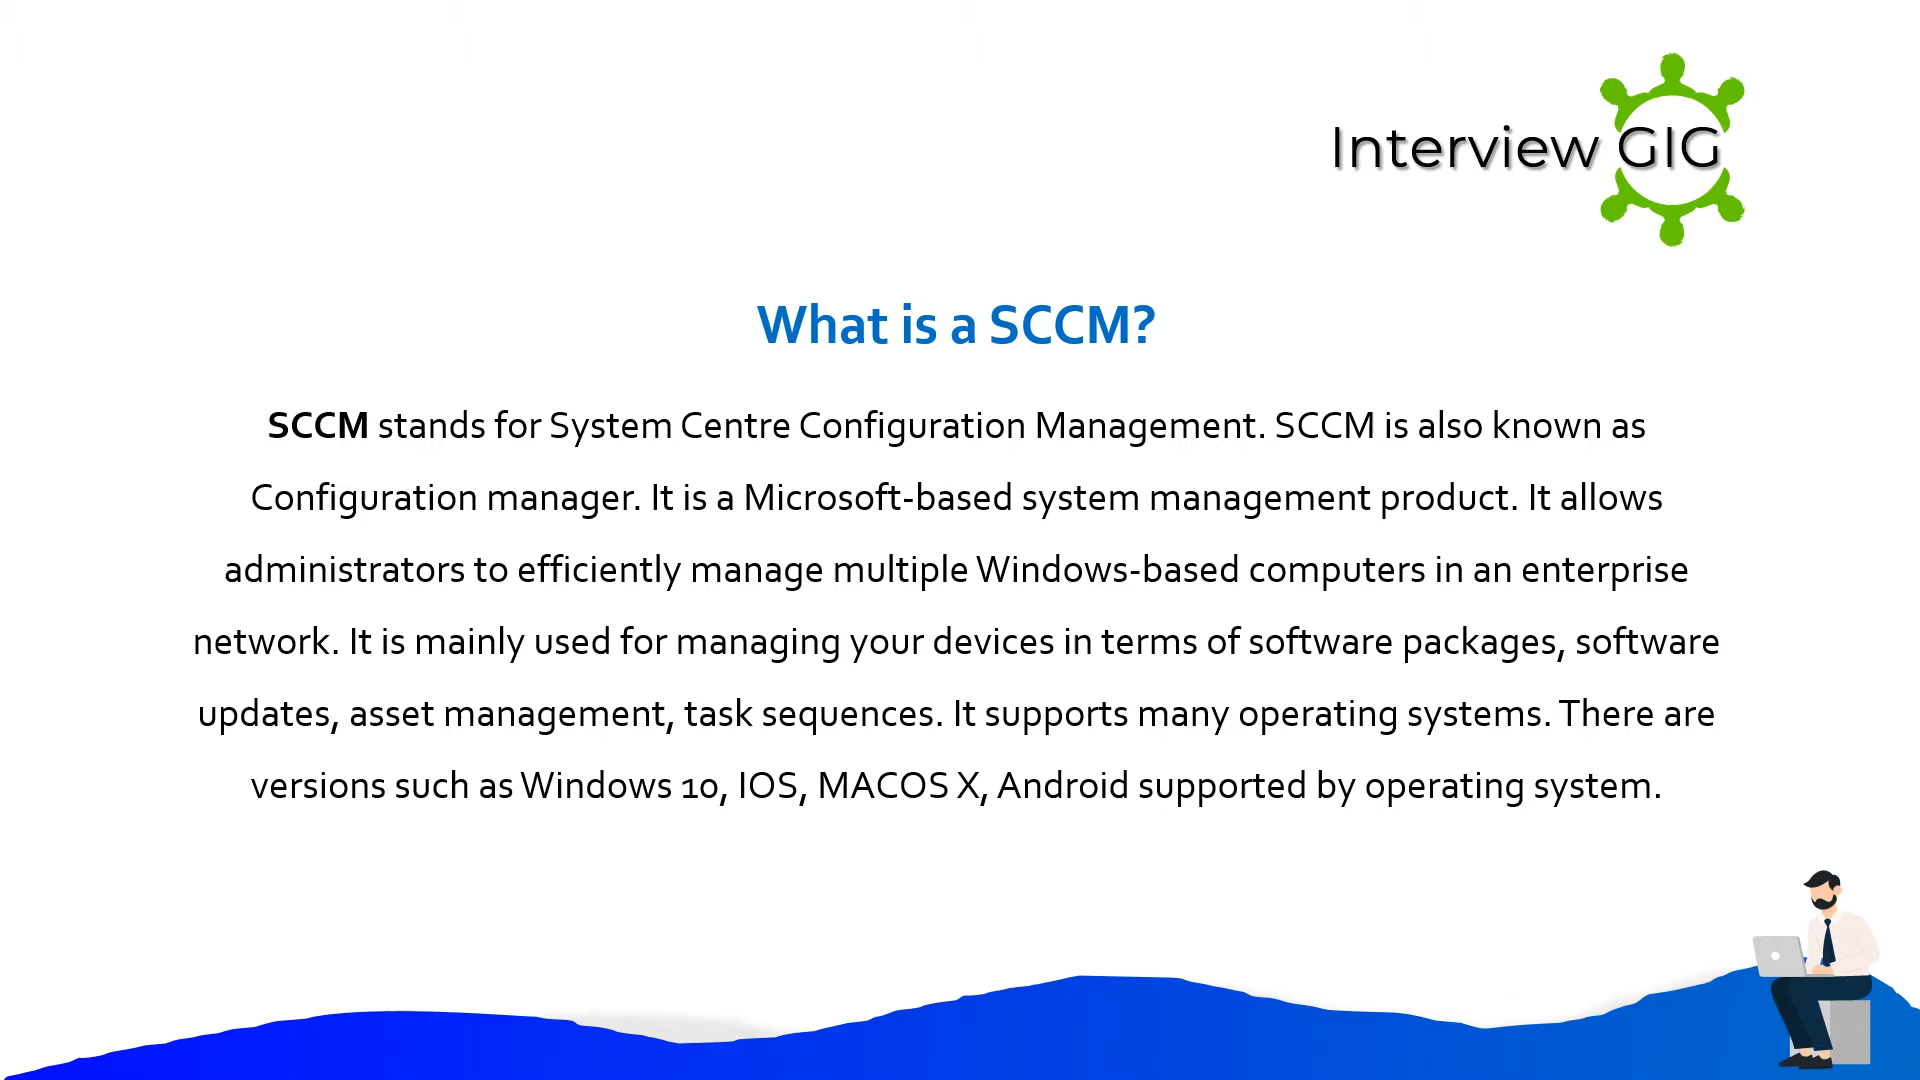 Interview GIG
What is a SCCM?
SCCM stands for System Centre Configuration Management. SCCM is also known as
Configuration manager. It is a Microsoft-based system management product. It allows
administrators to efficiently manage multiple Windows-based computers in an enterprise
network. It is mainly used for managing your devices in terms of software packages, software
updates, asset management, task sequences. It supports many operating systems. There are
versions such as Windows 10, IOS, MACOS X, Android supported by operating system.